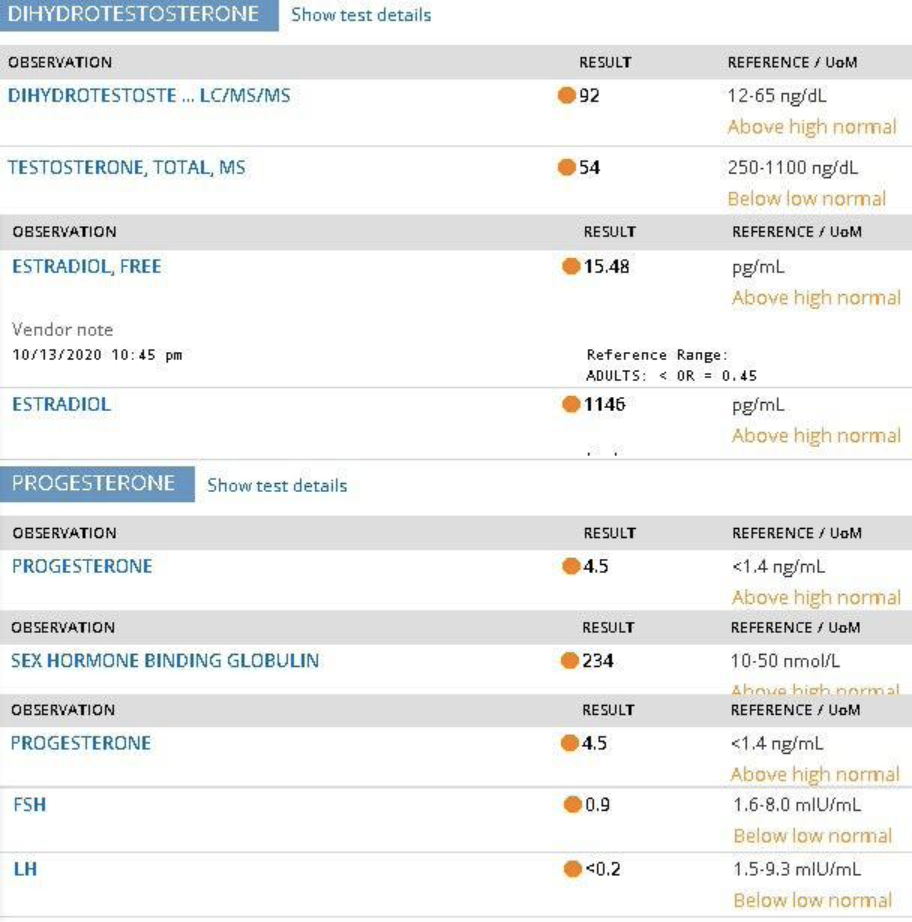 DIHYDROTESTOSTERONE Show test details
OBSERVATION RESULT REFERENCE / UoM
DIHYDROTESTOSTE ... LC/MS/MS 92 12-65 ng/dL
Above high normal
TESTOSTERONE, TOTAL, MS 54 250-1100 ng/dL
Below low normal
OBSERVATION RESULT REFERENCE / UoM
ESTRADIOL, FREE 15.48 pg/mL
Above high normal
Vendor note
10/13/2020 10:45 pm Reference Range:
ADULTS: < OR = 0.45
ESTRADIOL 1146 pg/mL
Above high normal
PROGESTERONE Show test details
OBSERVATION RESULT REFERENCE / UoM
PROGESTERONE 4.5 <1.4 ng/mL
Above high normal
OBSERVATION RESULT REFERENCE / UoM
SEX HORMONE BINDING GLOBULIN 234 10-50 nmol/L
Above high normal
OBSERVATION RESULT REFERENCE / UoM
PROGESTERONE 4.5 <1.4 ng/mL
Above high normal
FSH 0.9 1.6-8.0 mIU/mL
Below low normal
LH <0.2 1.5-9.3 mIU/mL
Below low normal